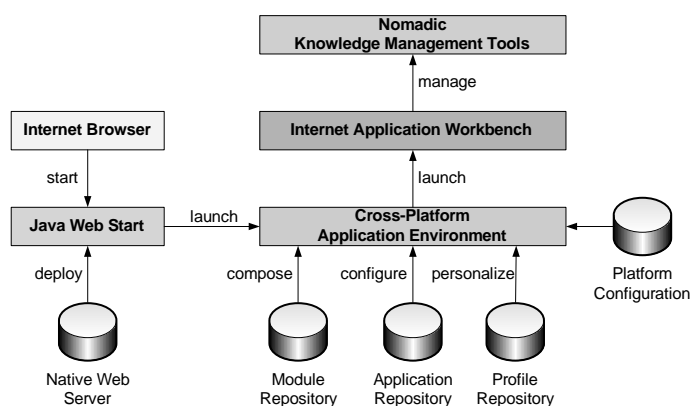 Nomadic
Knowledge Management Tools
manage
Internet Browser
Internet Application Workbench
start
launch
Java Web Start
launch
Cross-Platform
Application Environment
deploy
compose
configure
personalize
Platform
Configuration
Native Web
Server
Module
Repository
Application
Repository
Profile
Repository